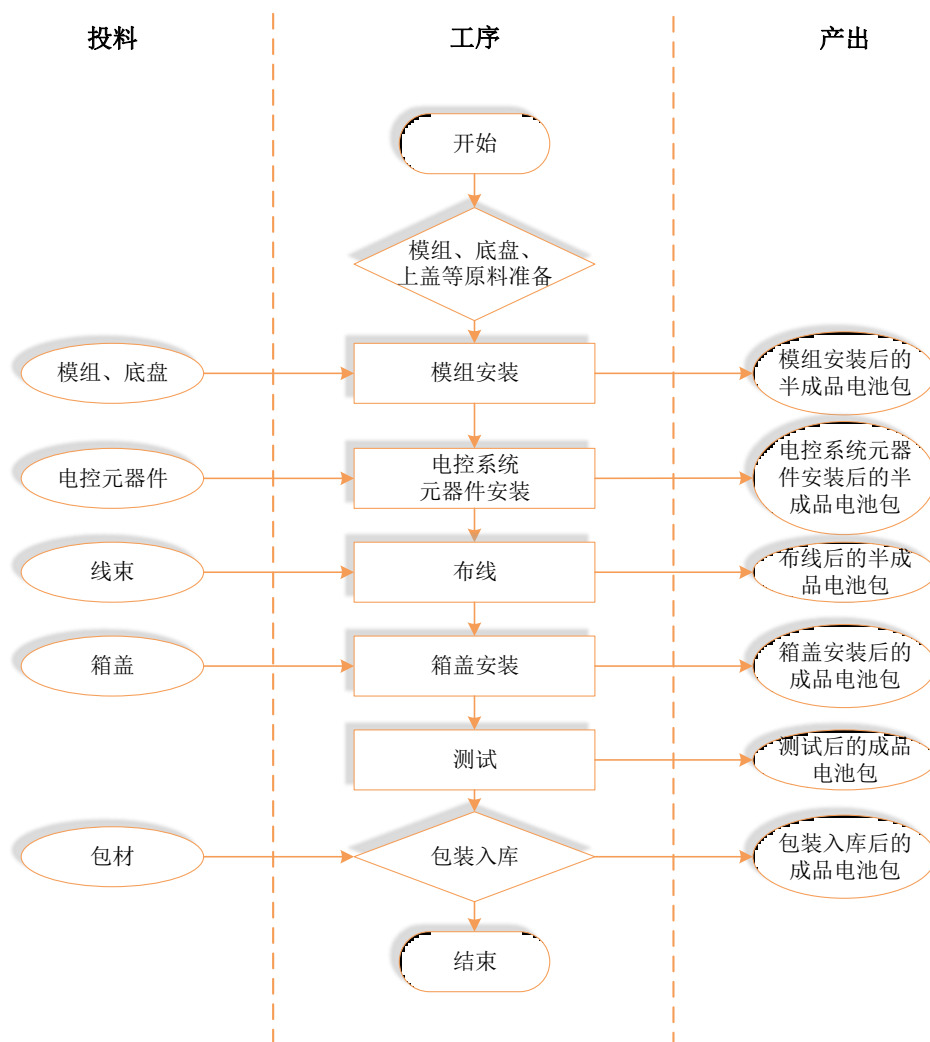 投料
工序
产出
开始
模组、底盘、
上盖等原料准备
模组、底盘
模组安装
模组安装后的
半成品电池包
电控元器件
电控系统
元器件安装
电控系统元器
件安装后的半
成品电池包
线束
布线
布线后的半成
品电池包
箱盖
箱盖安装
箱盖安装后的
成品电池包
测试
测试后的成品
电池包
包材
包装入库
包装入库后的
成品电池包
结束